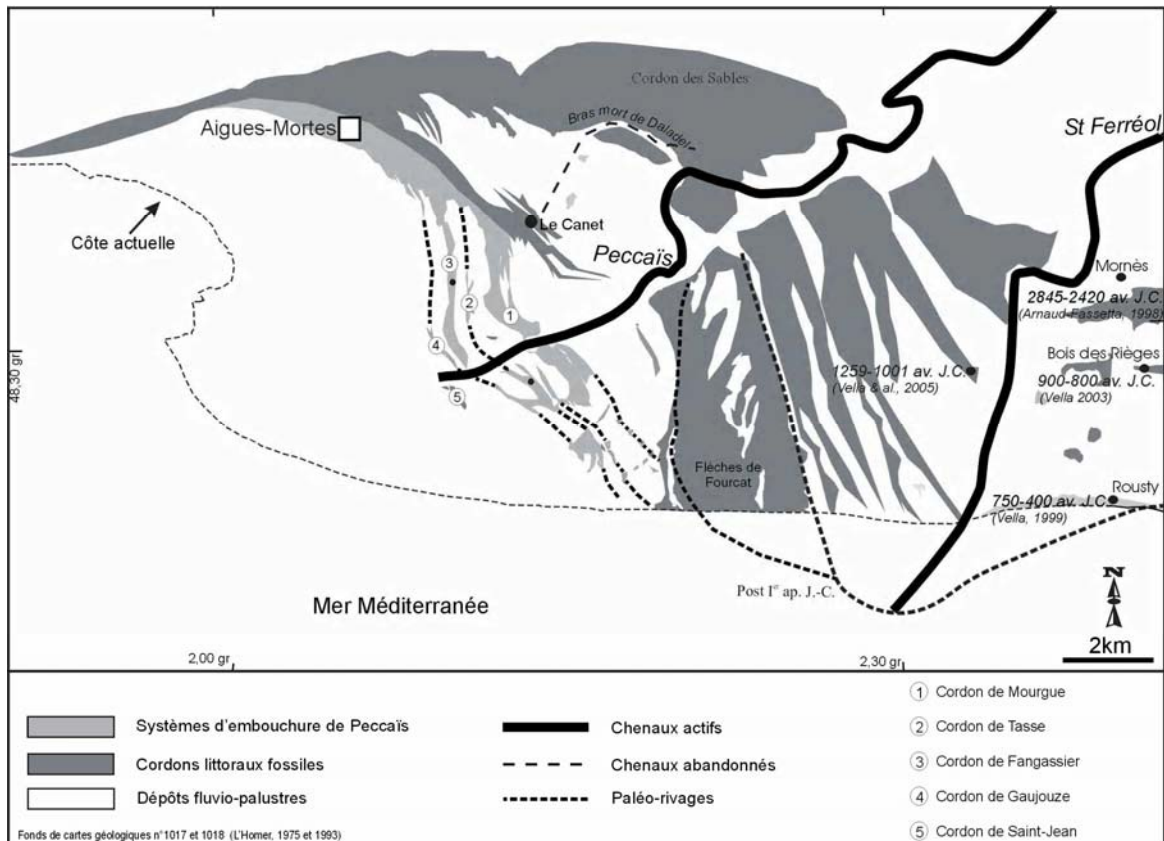 Cordon des Sables
Bras mort de Daladel
Aigues-Mortes
St Ferréol
Côte actuelle
Le Canet
Peccaïs
Mornès
2845-2420 av. J.C.
(Arnaud-Fassetta, 1998)
3
2
1
4
5
48,30 gr
1259-1001 av. J.C.
(Vella & al., 2005)
Bois des Rièges
900-800 av. J.C.
(Vella 2003)
Flèches de
Fourcat
Rousty
750-400 av. J.C.
(Vella, 1999)
Post Ier ap. J.-C.
Mer Méditerranée
N
2km
2,00 gr
2,30 gr
Systèmes d'embouchure de Peccaïs
Cordons littoraux fossiles
Dépôts fluvio-palustres
Chenaux actifs
Chenaux abandonnés
Paléo-rivages
1 Cordon de Mourgue
2 Cordon de Tasse
3 Cordon de Fangassier
4 Cordon de Gaujouze
5 Cordon de Saint-Jean
Fonds de cartes géologiques n°1017 et 1018 (L'Homer, 1975 et 1993)